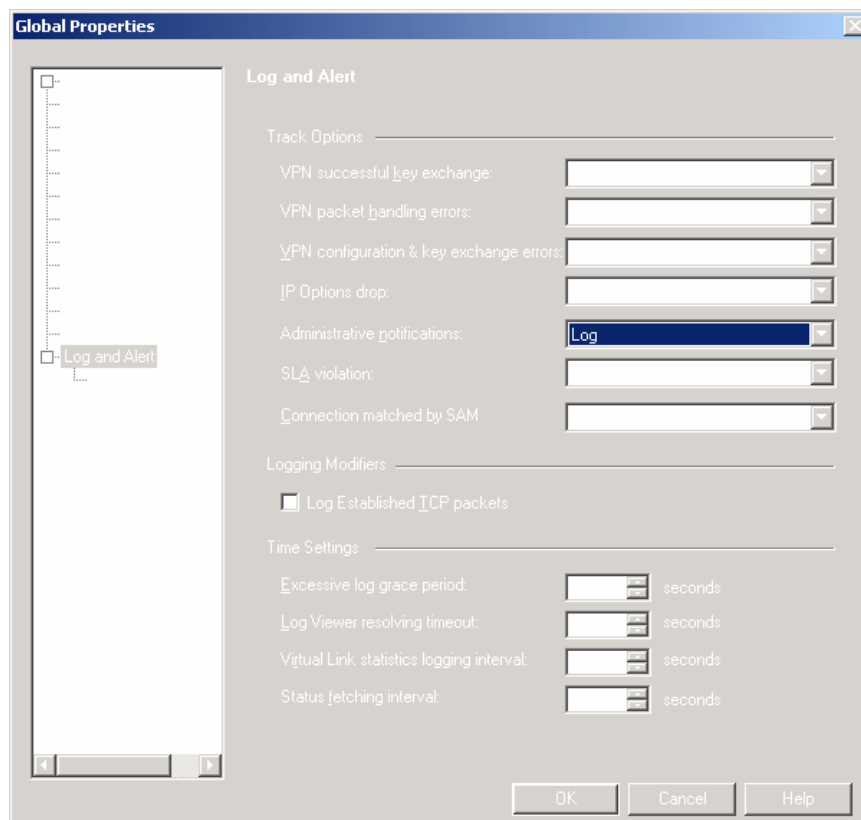 Global Properties
Log and Alert
Log and Alert
Track Options
VPN successful key exchange:
VPN packet handling errors:
VPN configuration & key exchange errors:
IP Options drop:
Administrative notifications: Log
SLA violation:
Connection matched by SAM
Logging Modifiers
Log Established TCP packets
Time Settings
Excessive log grace period: seconds
Log Viewer resolving timeout: seconds
Virtual Link statistics logging interval: seconds
Status fetching interval: seconds
OK Cancel Help